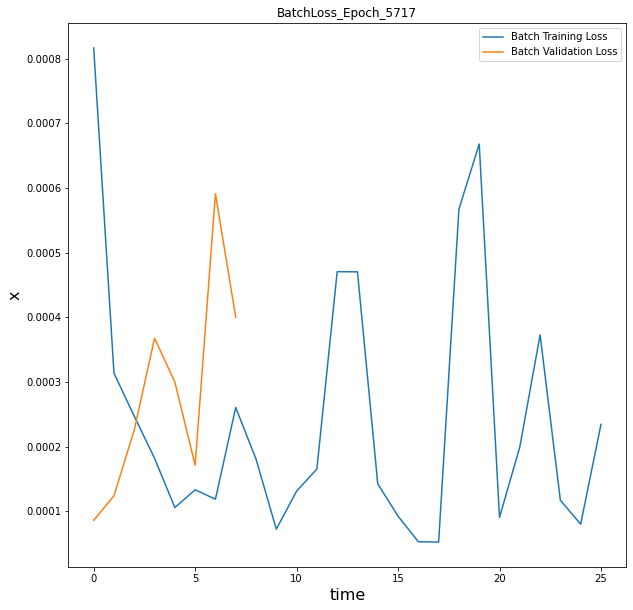 BatchLoss_Epoch_5717
Batch Training Loss
Batch Validation Loss
0.0008
0.0007
0.0006
0.0005
0.0004
0.0003
0.0002
0.0001
x
0 5 10 15 20 25
time